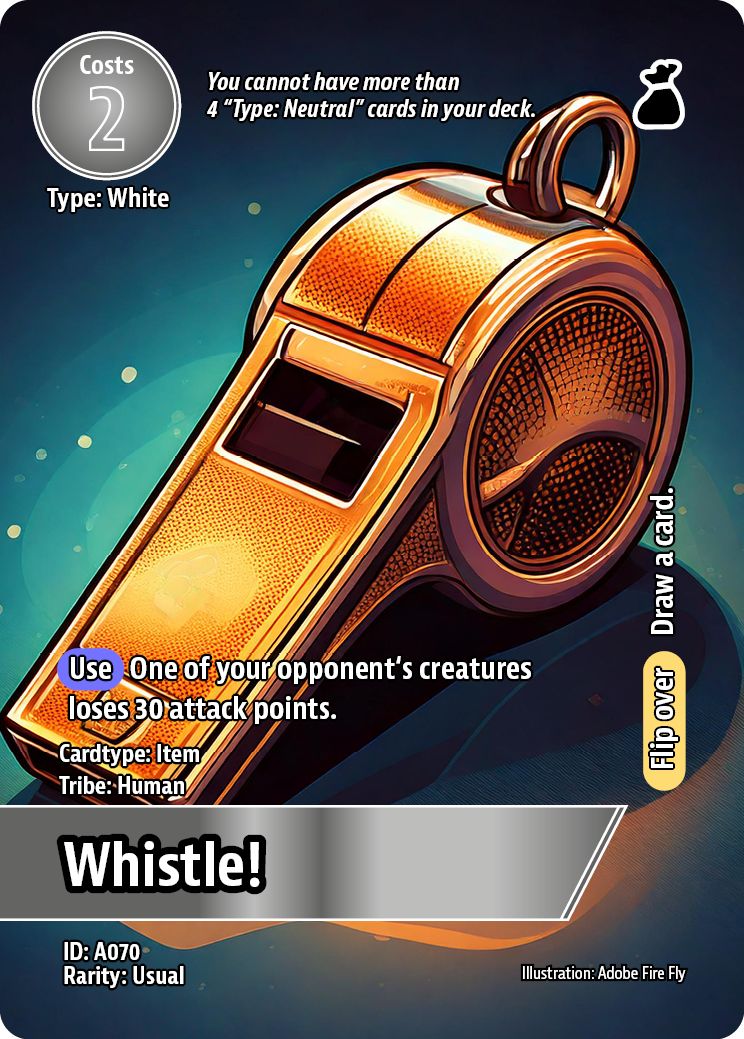 Costs
2
Type: White
You cannot have more than
4 “Type: Neutral” cards in your deck.
Flip over Draw a card.
Use One of your opponent‘s creatures
loses 30 attack points.
Cardtype: Item
Tribe: Human
Whistle!
ID: A070
Rarity: Usual
Illustration: Adobe Fire Fly